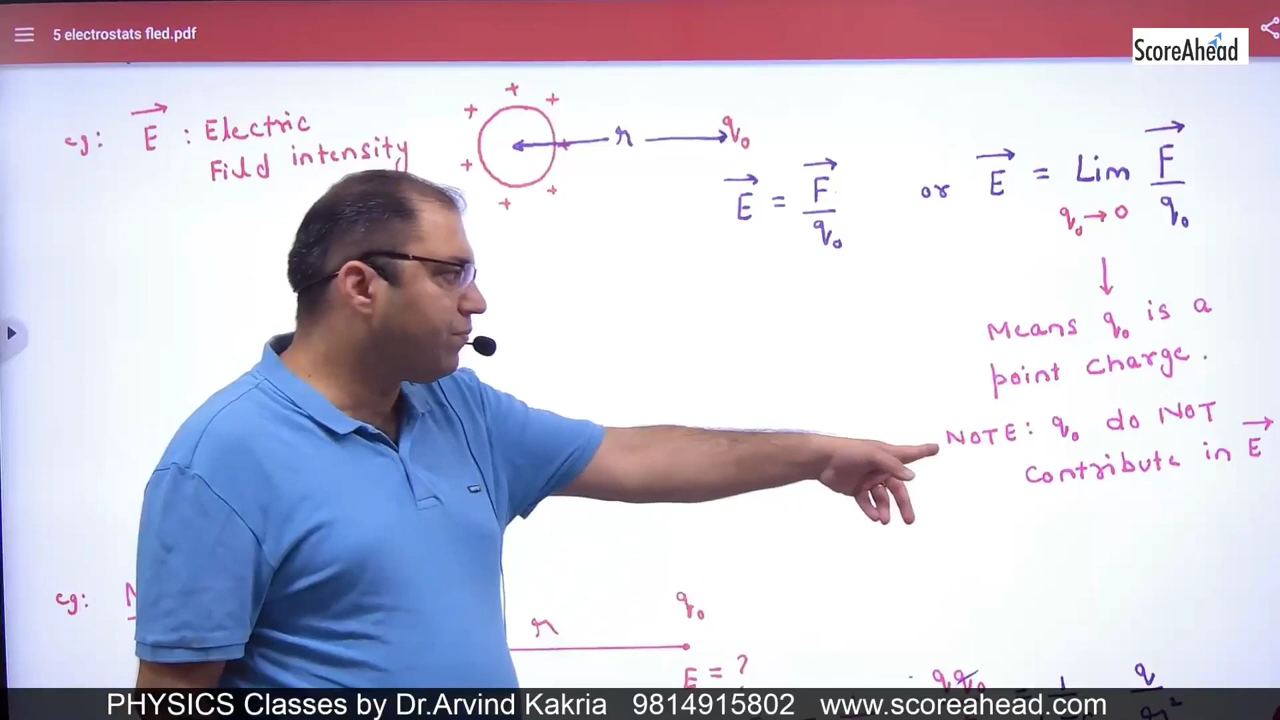 5 electrostats fled.pdf
ScoreAhead
eg: E : Electric
Field intensity
+ + + + + + +
r
q₀
E = F/q₀ or E = Lim F/q₀
q₀→0
Means q₀ is a
point charge.
NOTE: q₀ do NOT
Contribute in E
eg:
r
q₀
E = ?
PHYSICS Classes by Dr.Arvind Kakria 9814915802 www.scoreahead.com